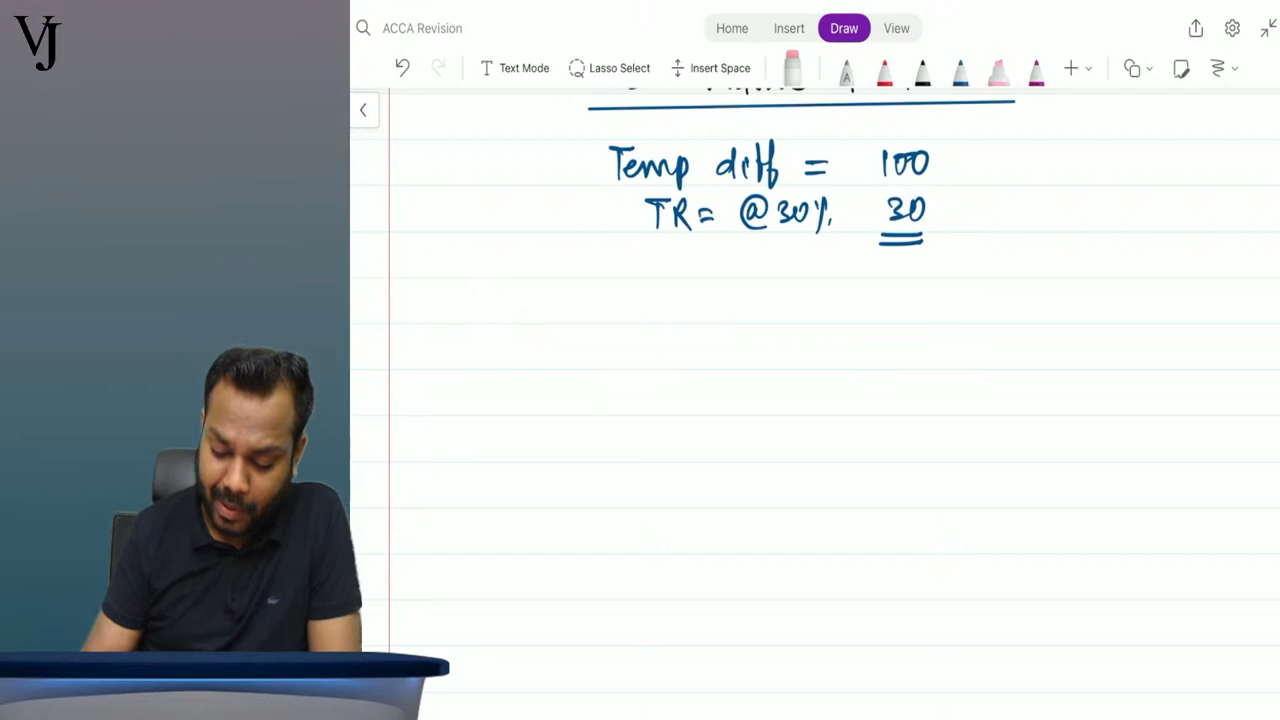 VJ
ACCA Revision
Home Insert Draw View
Text Mode Lasso Select Insert Space
A
Temp diff = 100
TR = @ 30% 30